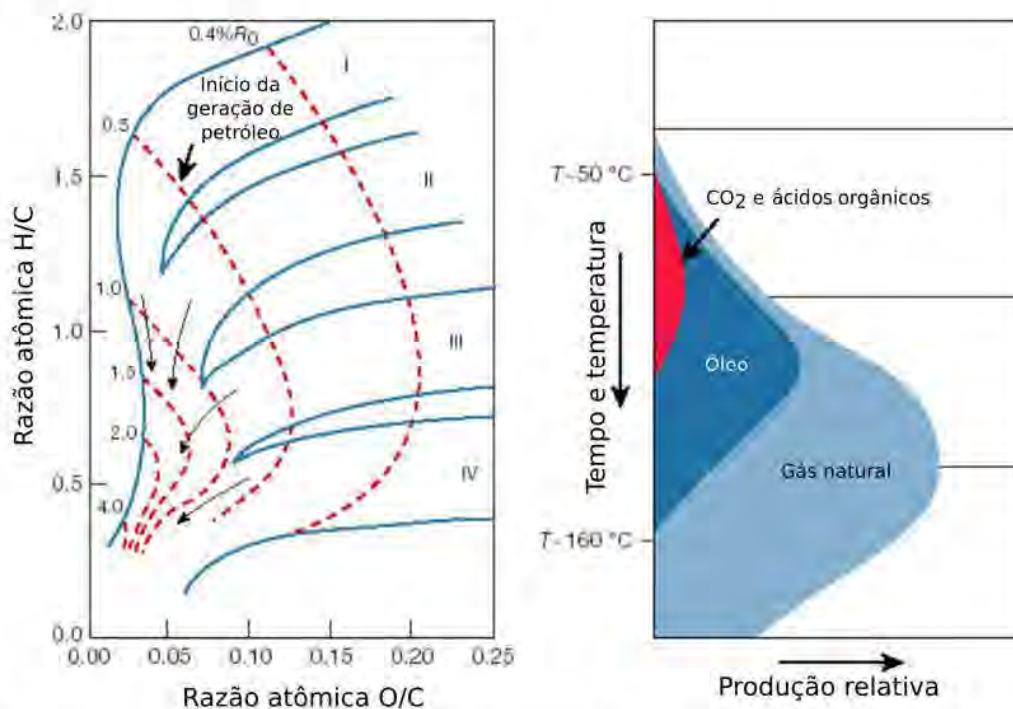 2.0
1.5
1.0
0.5
0.0
0.00
0.05
0.10
0.15
0.20
0.25
Razão atômica H/C
Razão atômica O/C
0.4%R0
0.5
1.0
1.5
2.0
4.0
Início da
geração de
petróleo
I
II
III
IV
T~50 °C
T~160 °C
Tempo e temperatura
CO2 e ácidos orgânicos
Óleo
Gás natural
Produção relativa